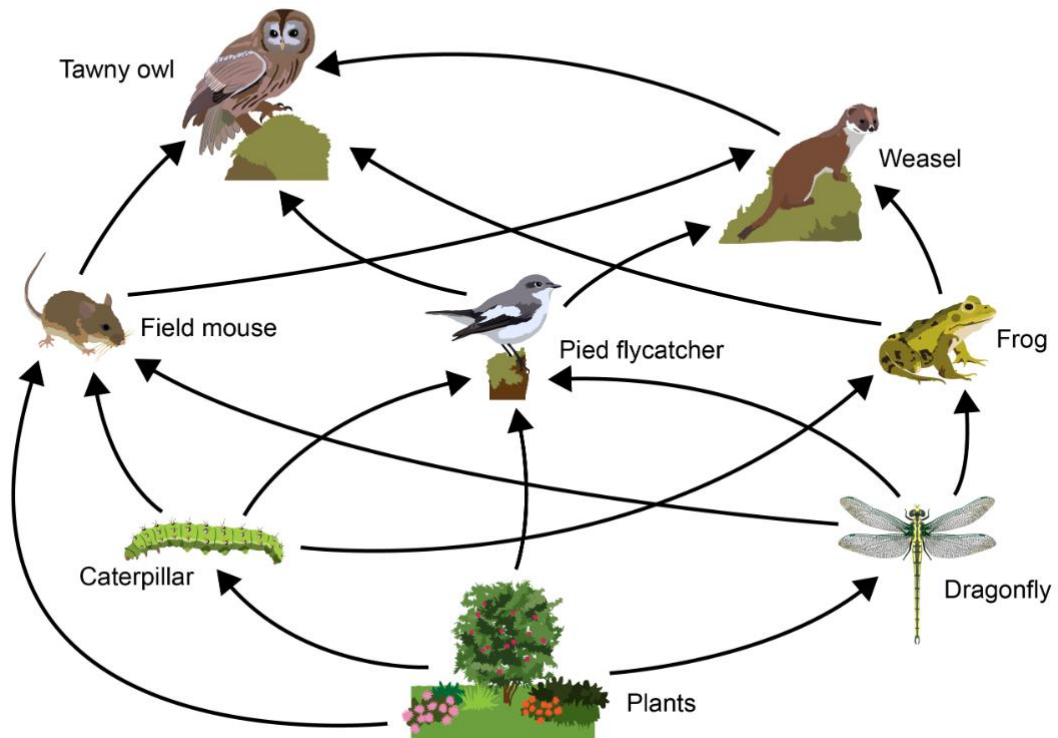 Tawny owl
Weasel
Field mouse
Pied flycatcher
Frog
Caterpillar
Dragonfly
Plants